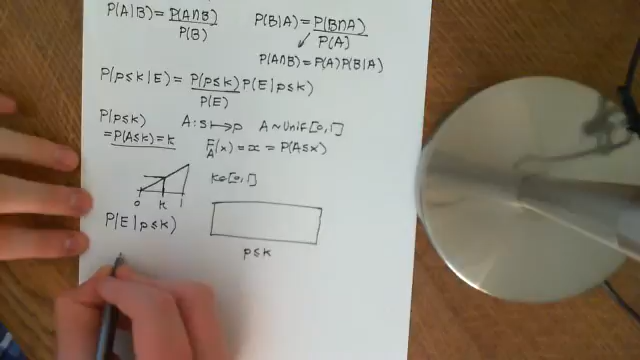 P(A|B) = P(A∩B)/P(B)
P(B|A) = P(B∩A)/P(A)
P(A∩B) = P(A)P(B|A)
P(p≤k|E) = P(p≤k)/P(E) P(E|p≤k)
P(p≤k) A: S↦p A~Unif[0,1]
= P(A≤k) = k F_A(x) = x = P(A≤x)
k∈[0,1]
0 k 1
P(E|p≤k)
p≤k